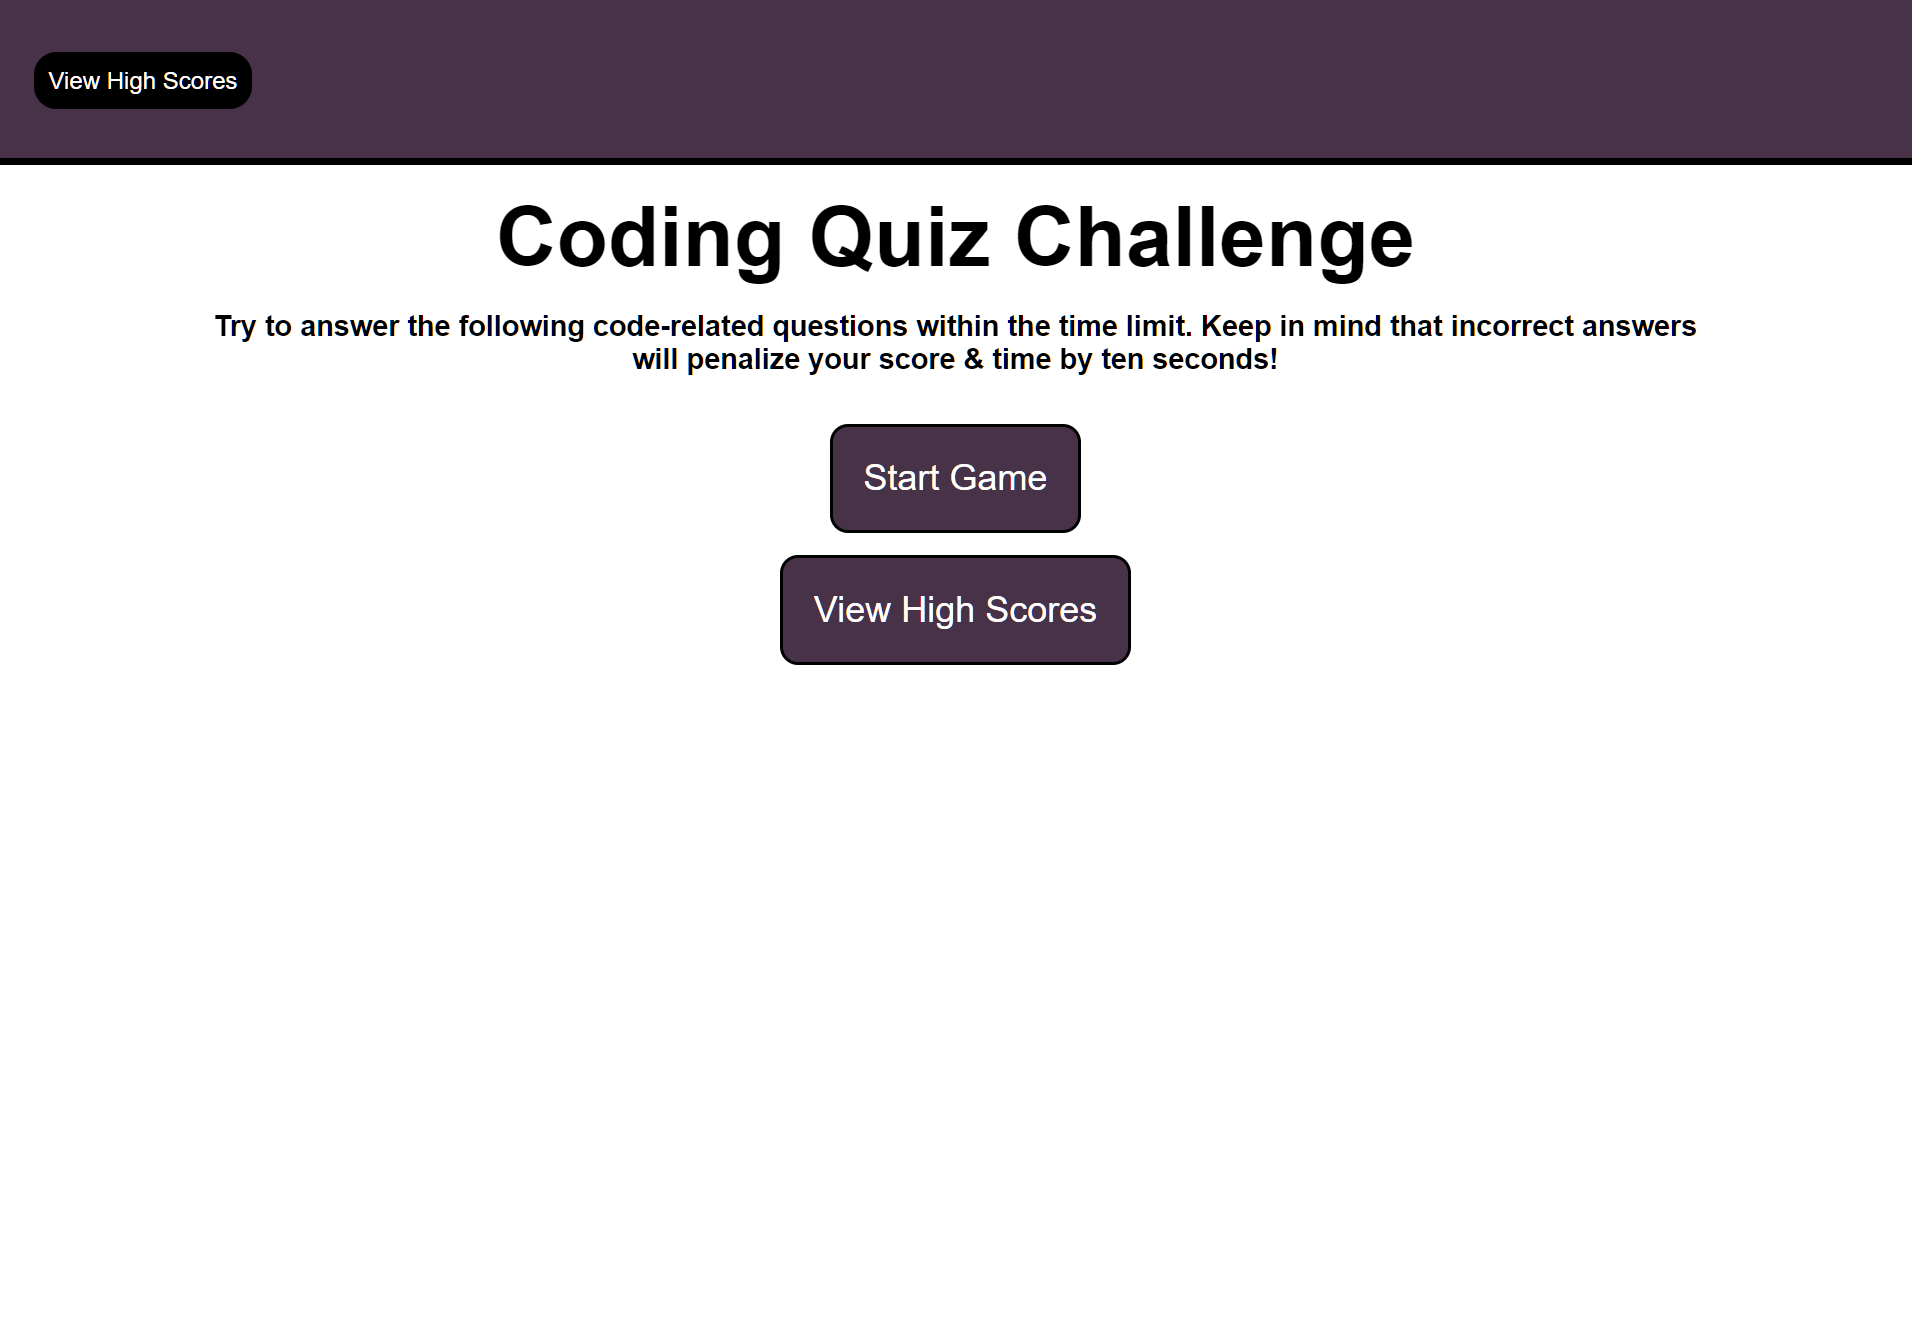 View High Scores
Coding Quiz Challenge
Try to answer the following code-related questions within the time limit. Keep in mind that incorrect answers
will penalize your score & time by ten seconds!
Start Game
View High Scores